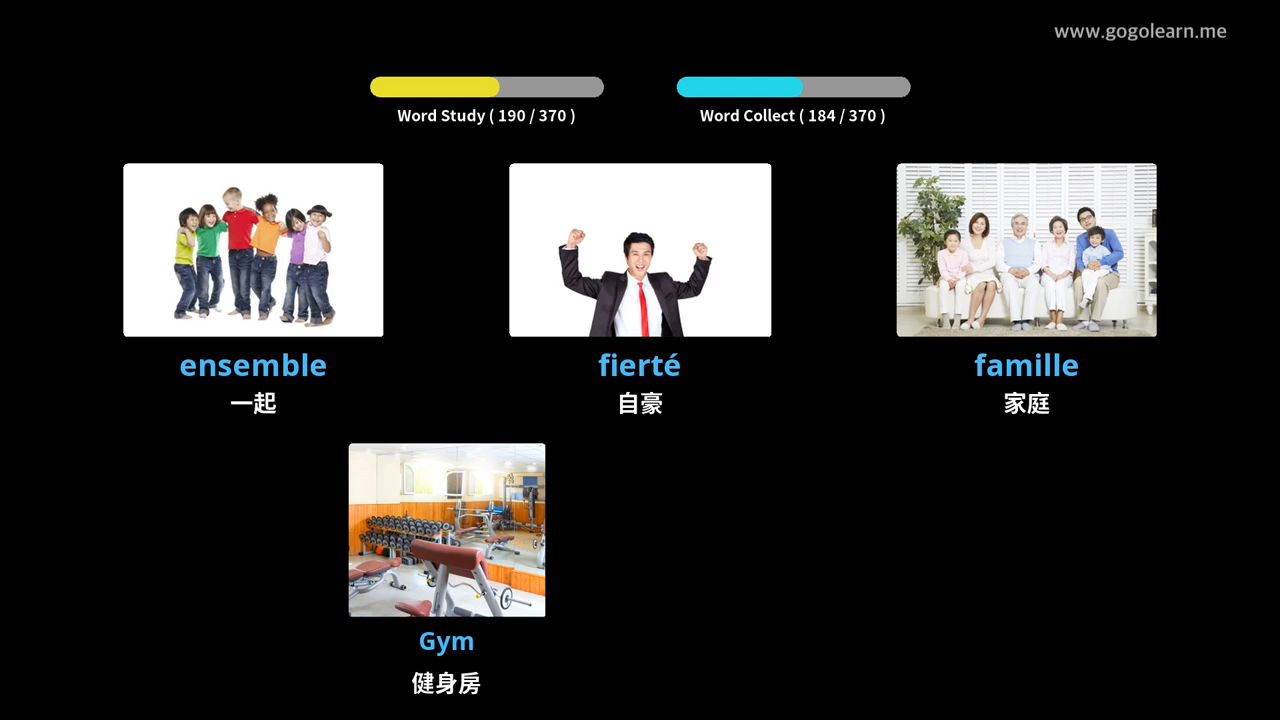 www.gogolearn.me
Word Study ( 190 / 370 )
Word Collect ( 184 / 370 )
ensemble
一起
fierté
自豪
famille
家庭
Gym
健身房